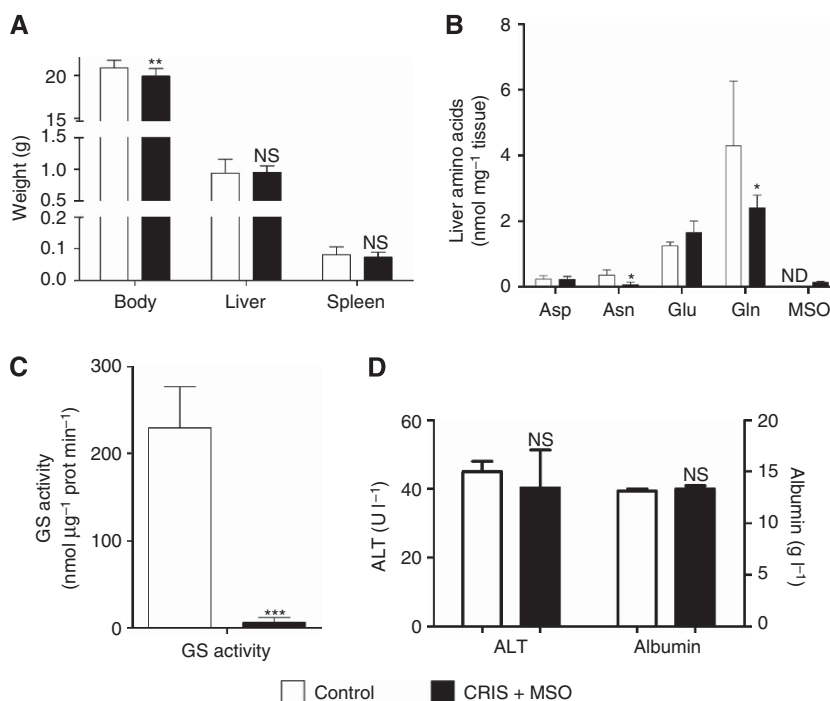 A
Weight (g)
20
15
1.5
1.0
0.5
0.2
0.1
0.0
**
NS
NS
Body Liver Spleen
B
Liver amino acids
(nmol mg–1 tissue)
8
6
4
2
0
*
*
ND
Asp Asn Glu Gln MSO
C
GS activity
(nmol µg–1 prot min–1)
300
200
100
0
***
GS activity
D
ALT (U l–1)
60
40
20
0
NS
NS
20
15
10
5
0
Albumin (g l–1)
ALT Albumin
Control CRIS + MSO